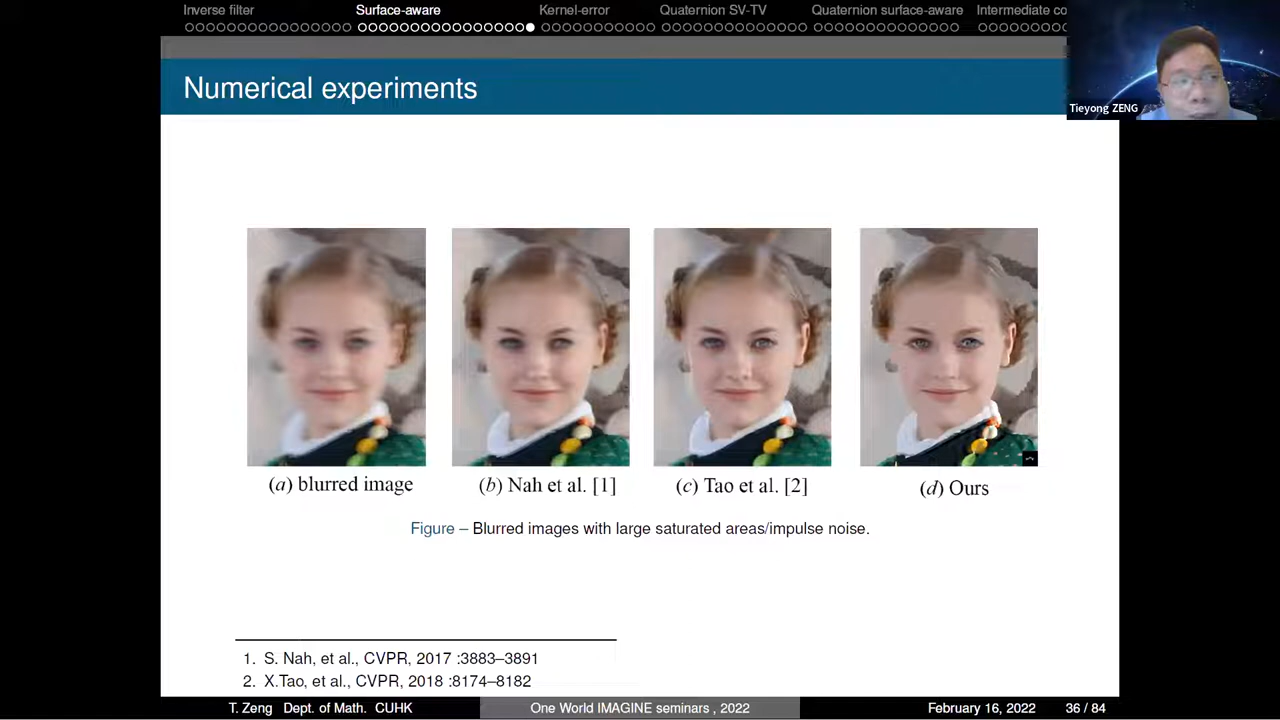 Inverse filter Surface-aware Kernel-error Quaternion SV-TV Quaternion surface-aware Intermediate co
Tieyong ZENG
Numerical experiments
(a) blurred image (b) Nah et al. [1] (c) Tao et al. [2] (d) Ours
Figure – Blurred images with large saturated areas/impulse noise.
1. S. Nah, et al., CVPR, 2017 :3883–3891
2. X.Tao, et al., CVPR, 2018 :8174–8182
T. Zeng Dept. of Math. CUHK One World IMAGINE seminars , 2022 February 16, 2022 36 / 84